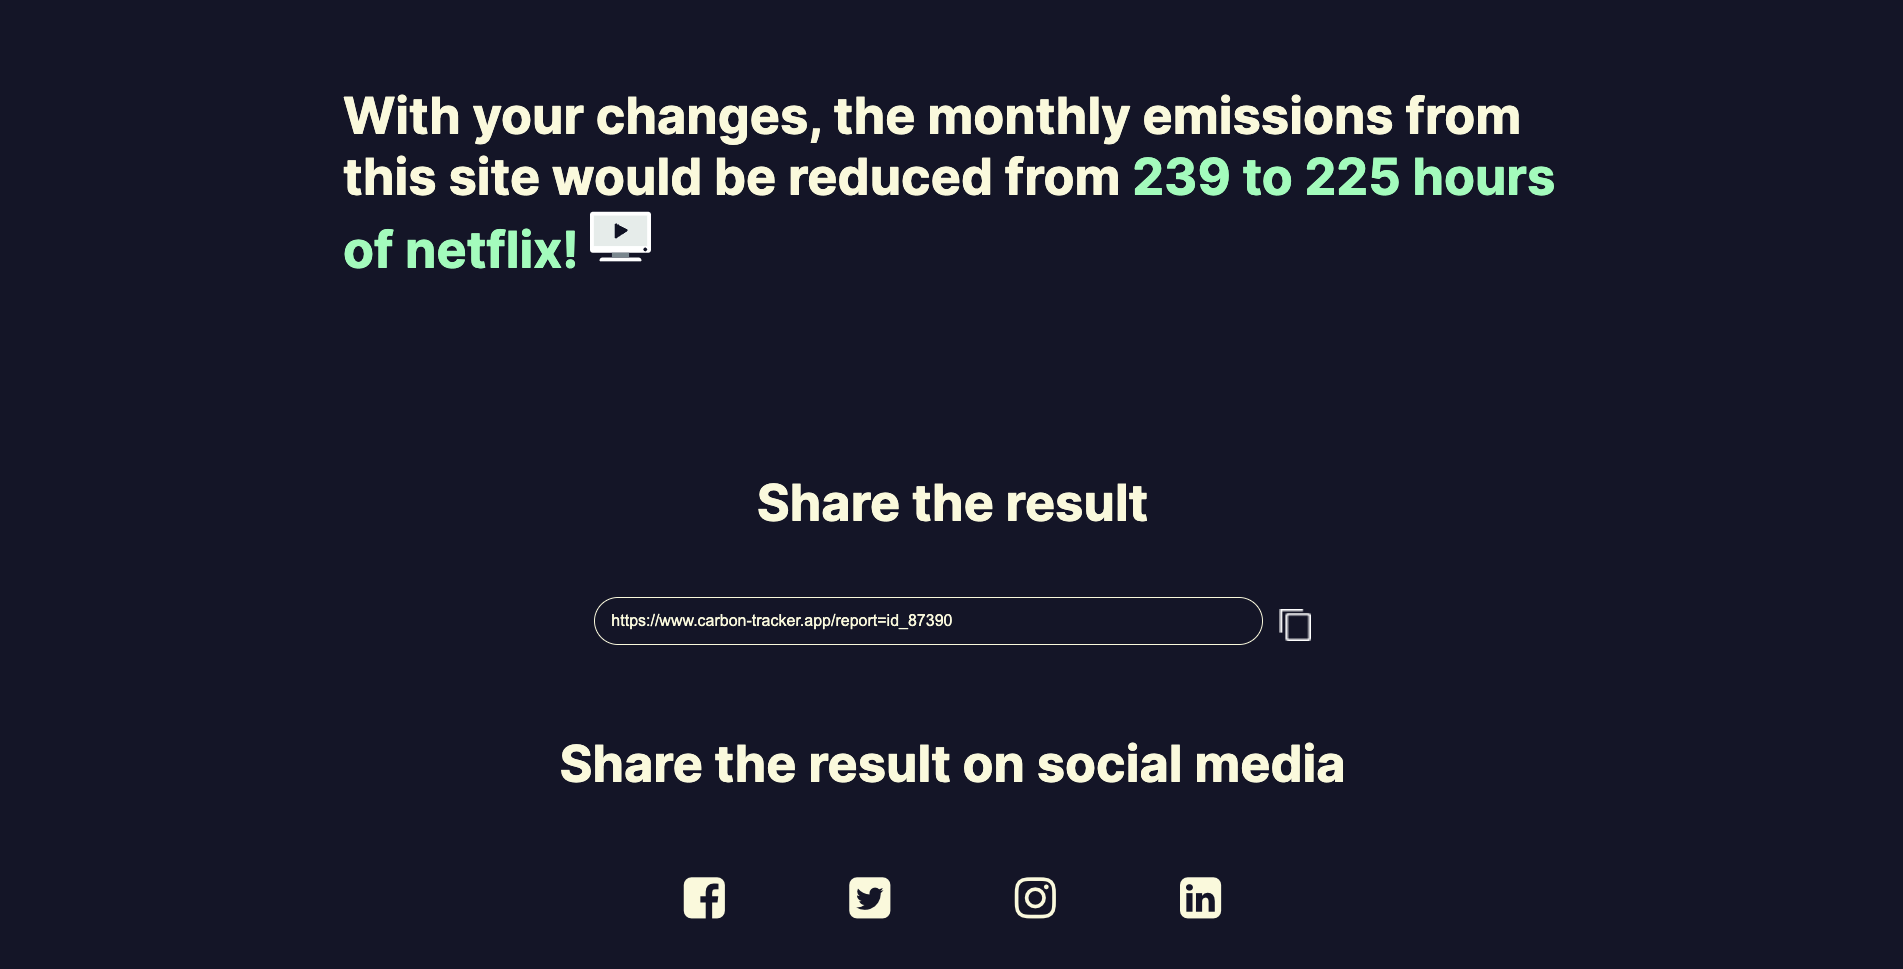 With your changes, the monthly emissions from
this site would be reduced from 239 to 225 hours
of netflix!
Share the result
https://www.carbon-tracker.app/report=id_87390
Share the result on social media